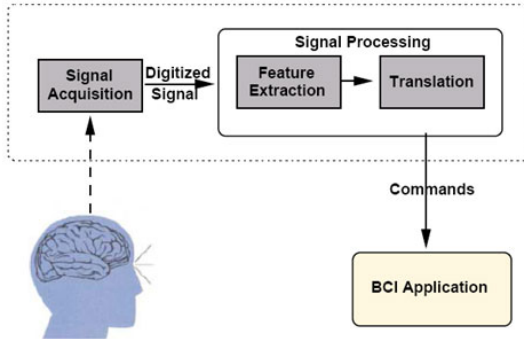 Signal Processing
Signal
Acquisition
Digitized
Signal
Feature
Extraction
Translation
Commands
BCI Application